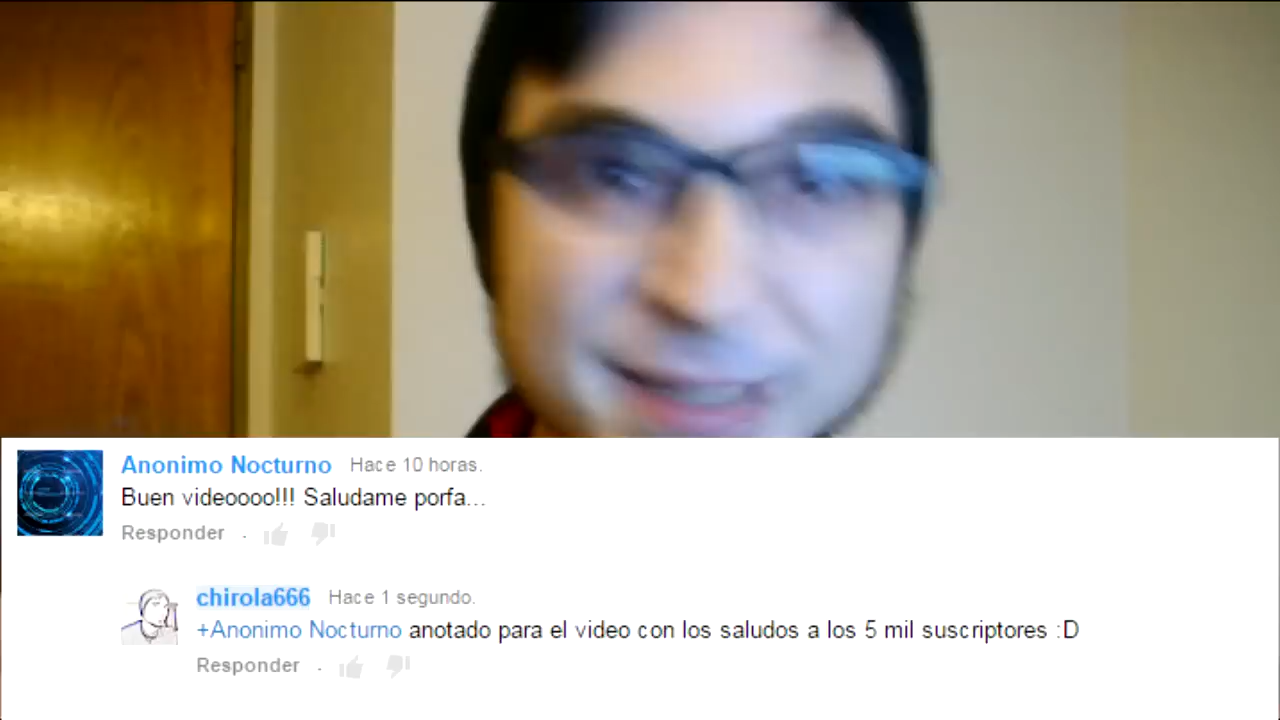 Anonimo Nocturno Hace 10 horas.
Buen videoooo!!! Saludame porfa...
Responder .
chirola666 Hace 1 segundo.
+Anonimo Nocturno anotado para el video con los saludos a los 5 mil suscriptores :D
Responder .